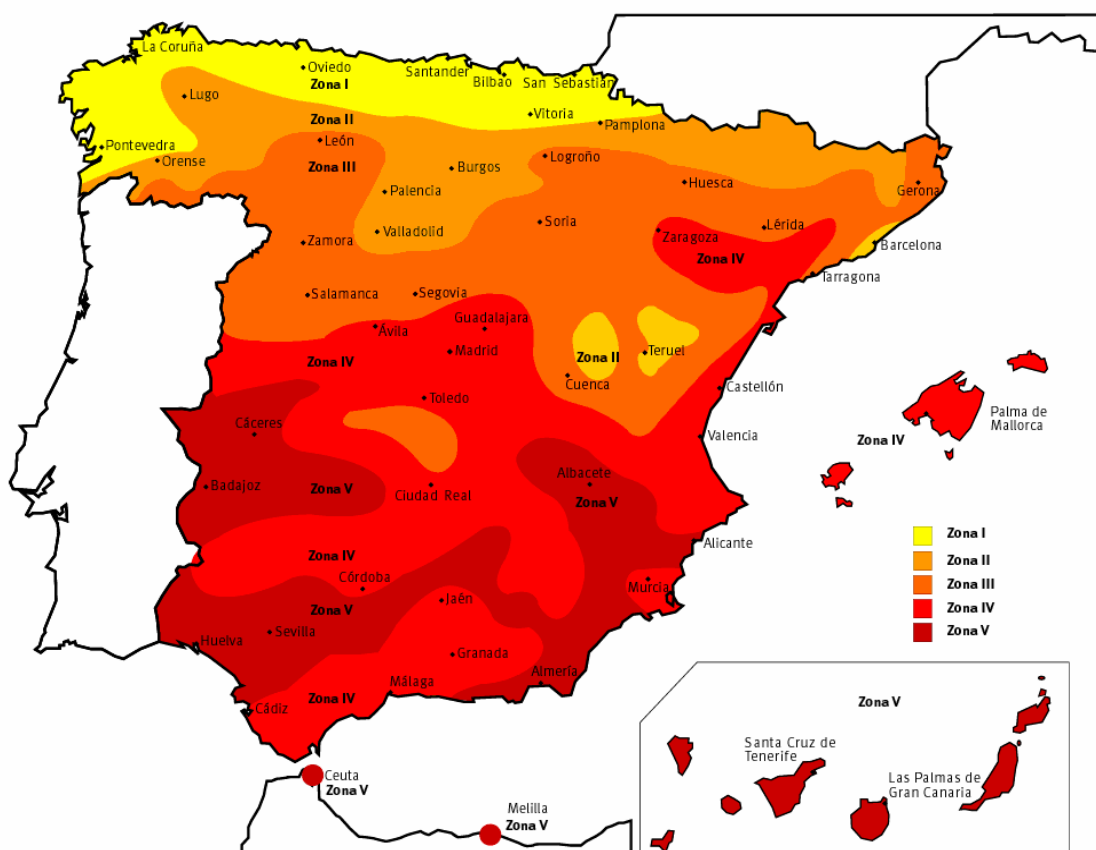 La Coruña
Oviedo
Santander
Bilbao
San Sebastián
Zona I
Lugo
Vitoria
Zona II
Pamplona
León
Pontevedra
Orense
Zona III
Burgos
Logroño
Palencia
Huesca
Gerona
Soria
Valladolid
Zaragoza
Lérida
Zamora
Barcelona
Zona IV
Tarragona
Salamanca
Segovia
Guadalajara
Ávila
Madrid
Zona IV
Zona II
Teruel
Cuenca
Castellón
Toledo
Palma de
Mallorca
Cáceres
Valencia
Zona IV
Albacete
Badajoz
Zona V
Ciudad Real
Zona V
Alicante
Zona I
Zona II
Zona III
Zona IV
Zona V
Zona IV
Córdoba
Murcia
Jaén
Zona V
Sevilla
Huelva
Granada
Almería
Málaga
Zona IV
Cádiz
Zona V
Santa Cruz de
Tenerife
Las Palmas de
Gran Canaria
Ceuta
Zona V
Melilla
Zona V